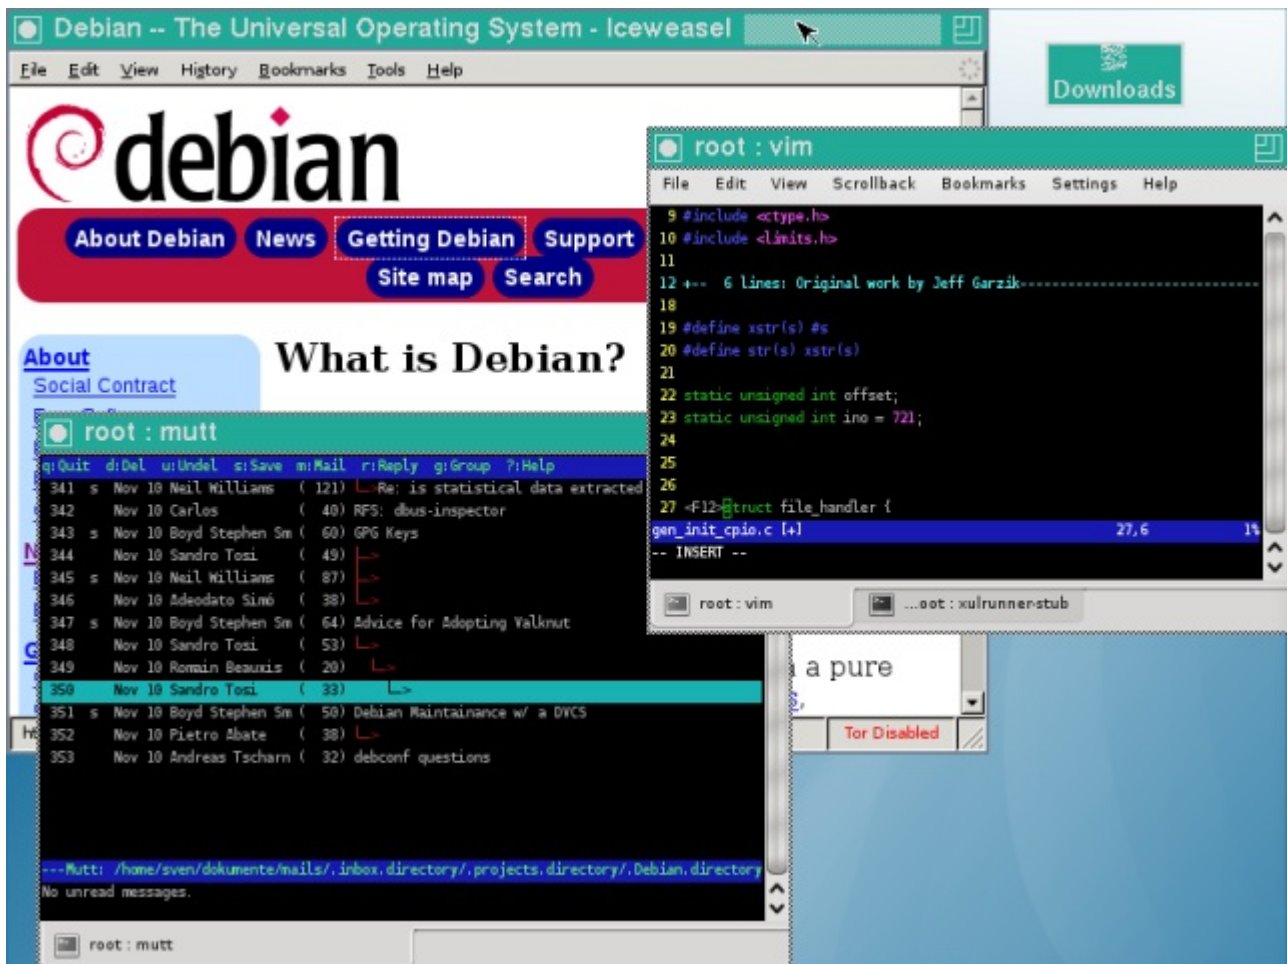 Debian -- The Universal Operating System - Iceweasel
File Edit View History Bookmarks Tools Help
debian
About Debian News Getting Debian Support
Site map Search
About
Social Contract
What is Debian?
a pure
Tor Disabled
Downloads
root : vim
File Edit View Scrollback Bookmarks Settings Help
9 #include <ctype.h>
10 #include <limits.h>
11
12 +-- 6 lines: Original work by Jeff Garzik-----------------------------
18
19 #define xstr(s) #s
20 #define str(s) xstr(s)
21
22 static unsigned int offset;
23 static unsigned int ino = 721;
24
25
26
27 <F12>struct file_handler {
gen_init_cpio.c [+] 27,6 1%
-- INSERT --
root : vim ...oot : xulrunner-stub
root : mutt
q:Quit d:Del u:Undel s:Save m:Mail r:Reply g:Group ?:Help
341 s Nov 10 Neil Williams ( 121) └─>Re: is statistical data extracted
342 Nov 10 Carlos ( 40) RFS: dbus-inspector
343 s Nov 10 Boyd Stephen Sm ( 60) GPG Keys
344 Nov 10 Sandro Tosi ( 49) ├─>
345 s Nov 10 Neil Williams ( 87) ├─>
346 Nov 10 Adeodato Simó ( 38) └─>
347 s Nov 10 Boyd Stephen Sm ( 64) Advice for Adopting Valknut
348 Nov 10 Sandro Tosi ( 53) └─>
349 Nov 10 Romain Beauxis ( 20) └─>
350 Nov 10 Sandro Tosi ( 33) └─>
351 s Nov 10 Boyd Stephen Sm ( 50) Debian Maintainance w/ a DVCS
352 Nov 10 Pietro Abate ( 38) └─>
353 Nov 10 Andreas Tscharn ( 32) debconf questions
---Mutt: /home/sven/dokumente/mails/.inbox.directory/.projects.directory/.Debian.directory
No unread messages.
root : mutt